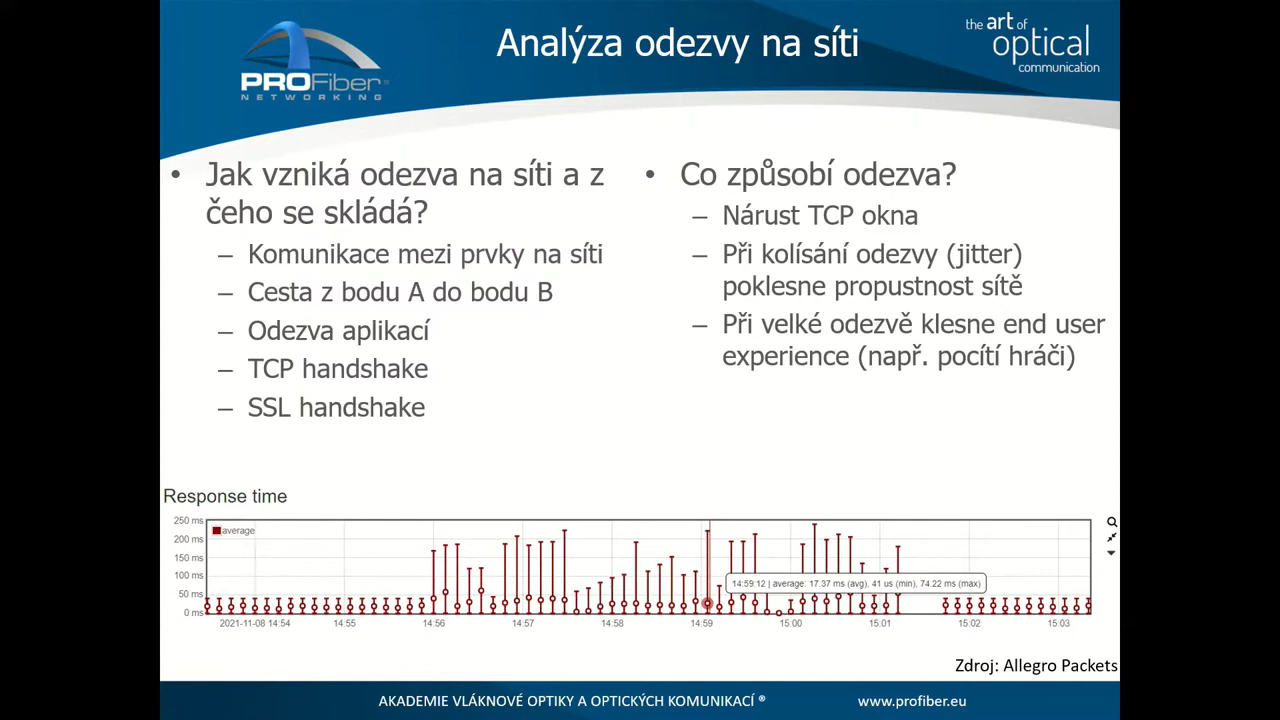 PROFiber
NETWORKING
Analýza odezvy na síti
the art of
optical
communication
• Jak vzniká odezva na síti a z
čeho se skládá?
– Komunikace mezi prvky na síti
– Cesta z bodu A do bodu B
– Odezva aplikací
– TCP handshake
– SSL handshake
• Co způsobí odezva?
– Nárust TCP okna
– Při kolísání odezvy (jitter)
poklesne propustnost sítě
– Při velké odezvě klesne end user
experience (např. pocítí hráči)
Response time
250 ms
200 ms
150 ms
100 ms
50 ms
0 ms
average
14:59:12 | average: 17.37 ms (avg), 41 us (min), 74.22 ms (max)
2021-11-08 14:54 14:55 14:56 14:57 14:58 14:59 15:00 15:01 15:02 15:03
Zdroj: Allegro Packets
AKADEMIE VLÁKNOVÉ OPTIKY A OPTICKÝCH KOMUNIKACÍ ® www.profiber.eu